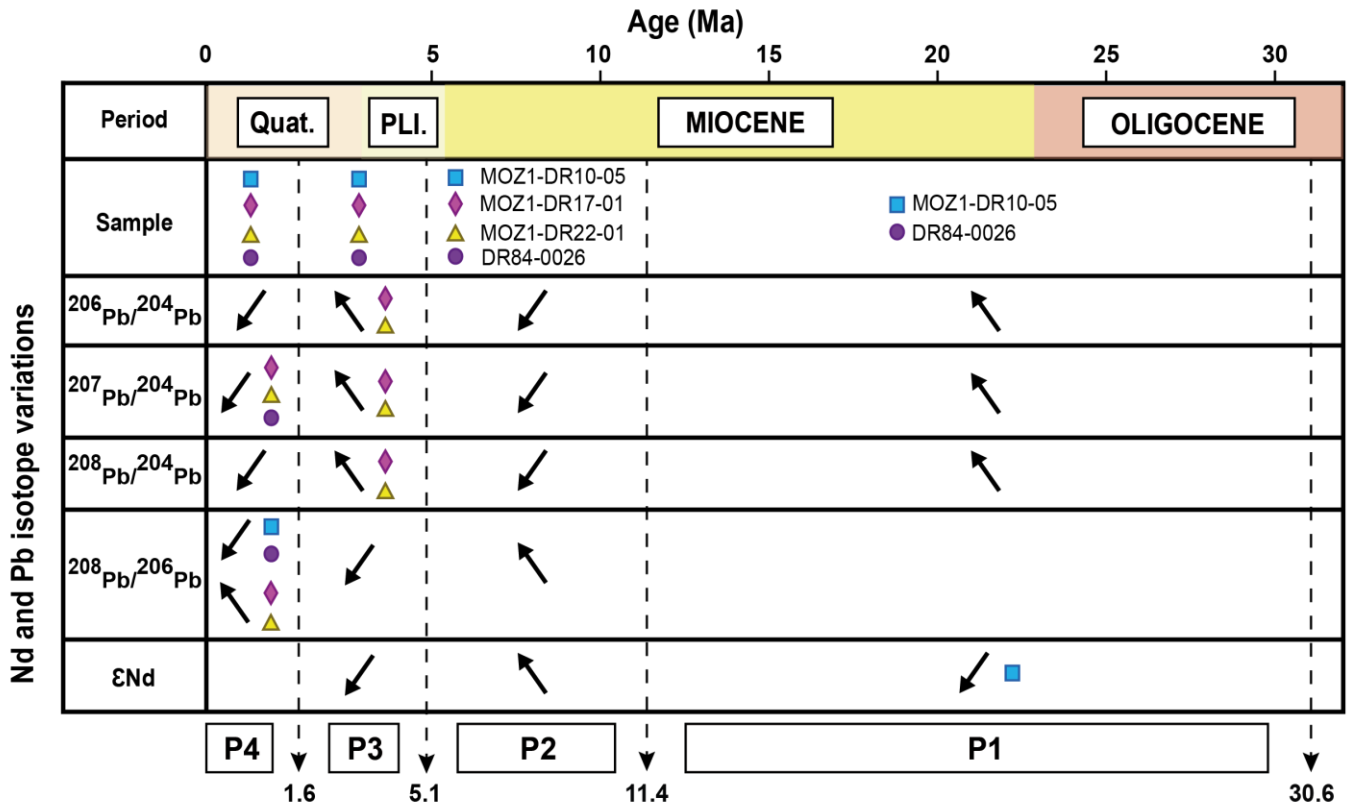 Age (Ma)
0 5 10 15 20 25 30
Period
Quat.
PLI.
MIOCENE
OLIGOCENE
Sample
MOZ1-DR10-05
MOZ1-DR17-01
MOZ1-DR22-01
DR84-0026
MOZ1-DR10-05
DR84-0026
Nd and Pb isotope variations
²⁰⁶Pb/²⁰⁴Pb
²⁰⁷Pb/²⁰⁴Pb
²⁰⁸Pb/²⁰⁴Pb
²⁰⁸Pb/²⁰⁶Pb
εNd
P4 P3 P2 P1
1.6 5.1 11.4 30.6